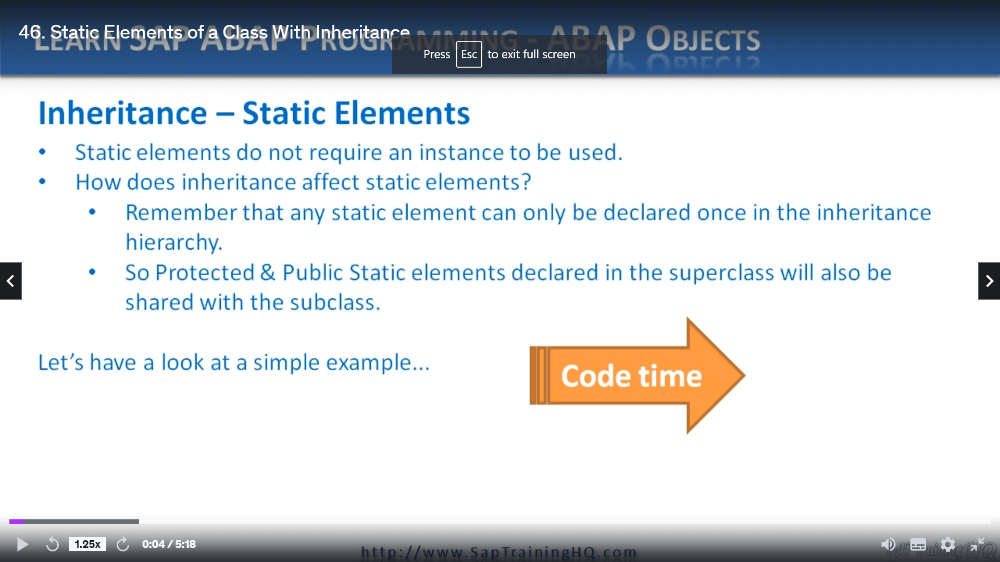 46. Static Elements of a Class With Inheritance
LEARN SAP ABAP PROGRAMMING - ABAP OBJECTS
Press Esc to exit full screen
Inheritance – Static Elements
• Static elements do not require an instance to be used.
• How does inheritance affect static elements?
• Remember that any static element can only be declared once in the inheritance
hierarchy.
• So Protected & Public Static elements declared in the superclass will also be
shared with the subclass.
Let’s have a look at a simple example...
Code time
1.25x
0:04 / 5:18
http://www.SapTrainingHQ.com